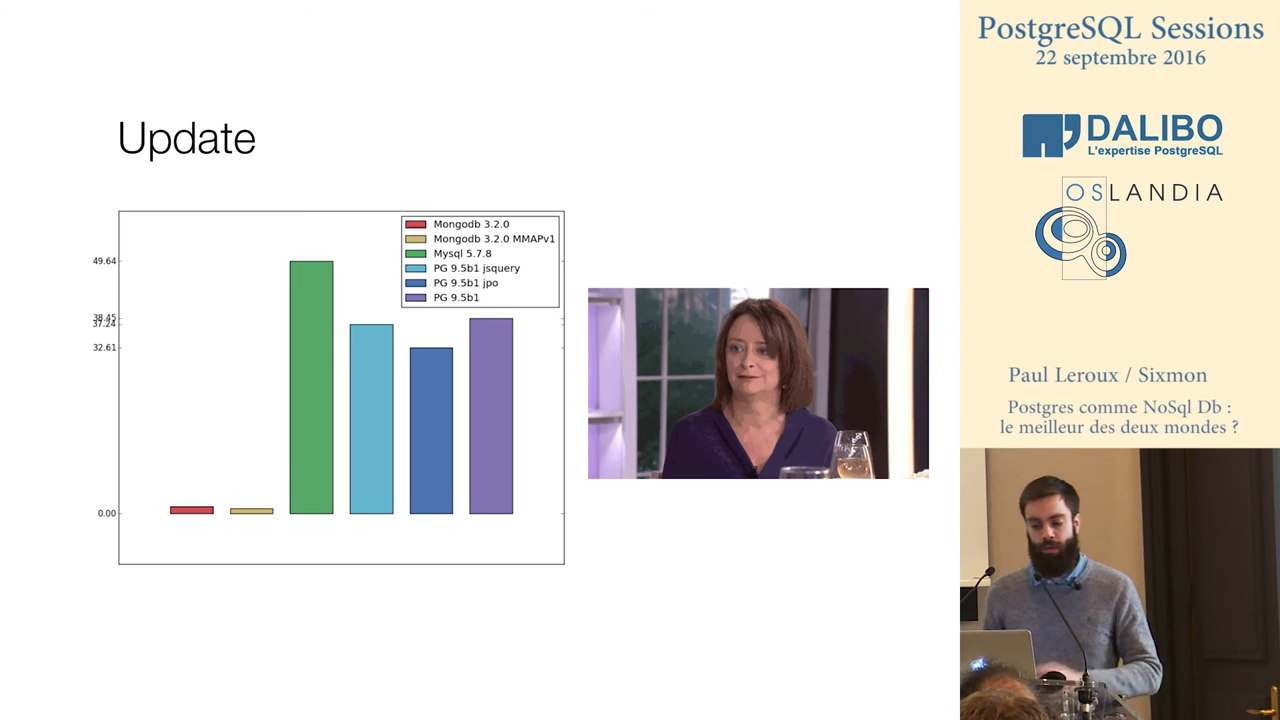 Update
Mongodb 3.2.0
Mongodb 3.2.0 MMAPv1
Mysql 5.7.8
PG 9.5b1 jsquery
PG 9.5b1 jpo
PG 9.5b1
49.64
38.45
37.24
32.61
0.00
PostgreSQL Sessions
22 septembre 2016
DALIBO
L'expertise PostgreSQL
OSLANDIA
Paul Leroux / Sixmon
Postgres comme NoSql Db :
le meilleur des deux mondes ?